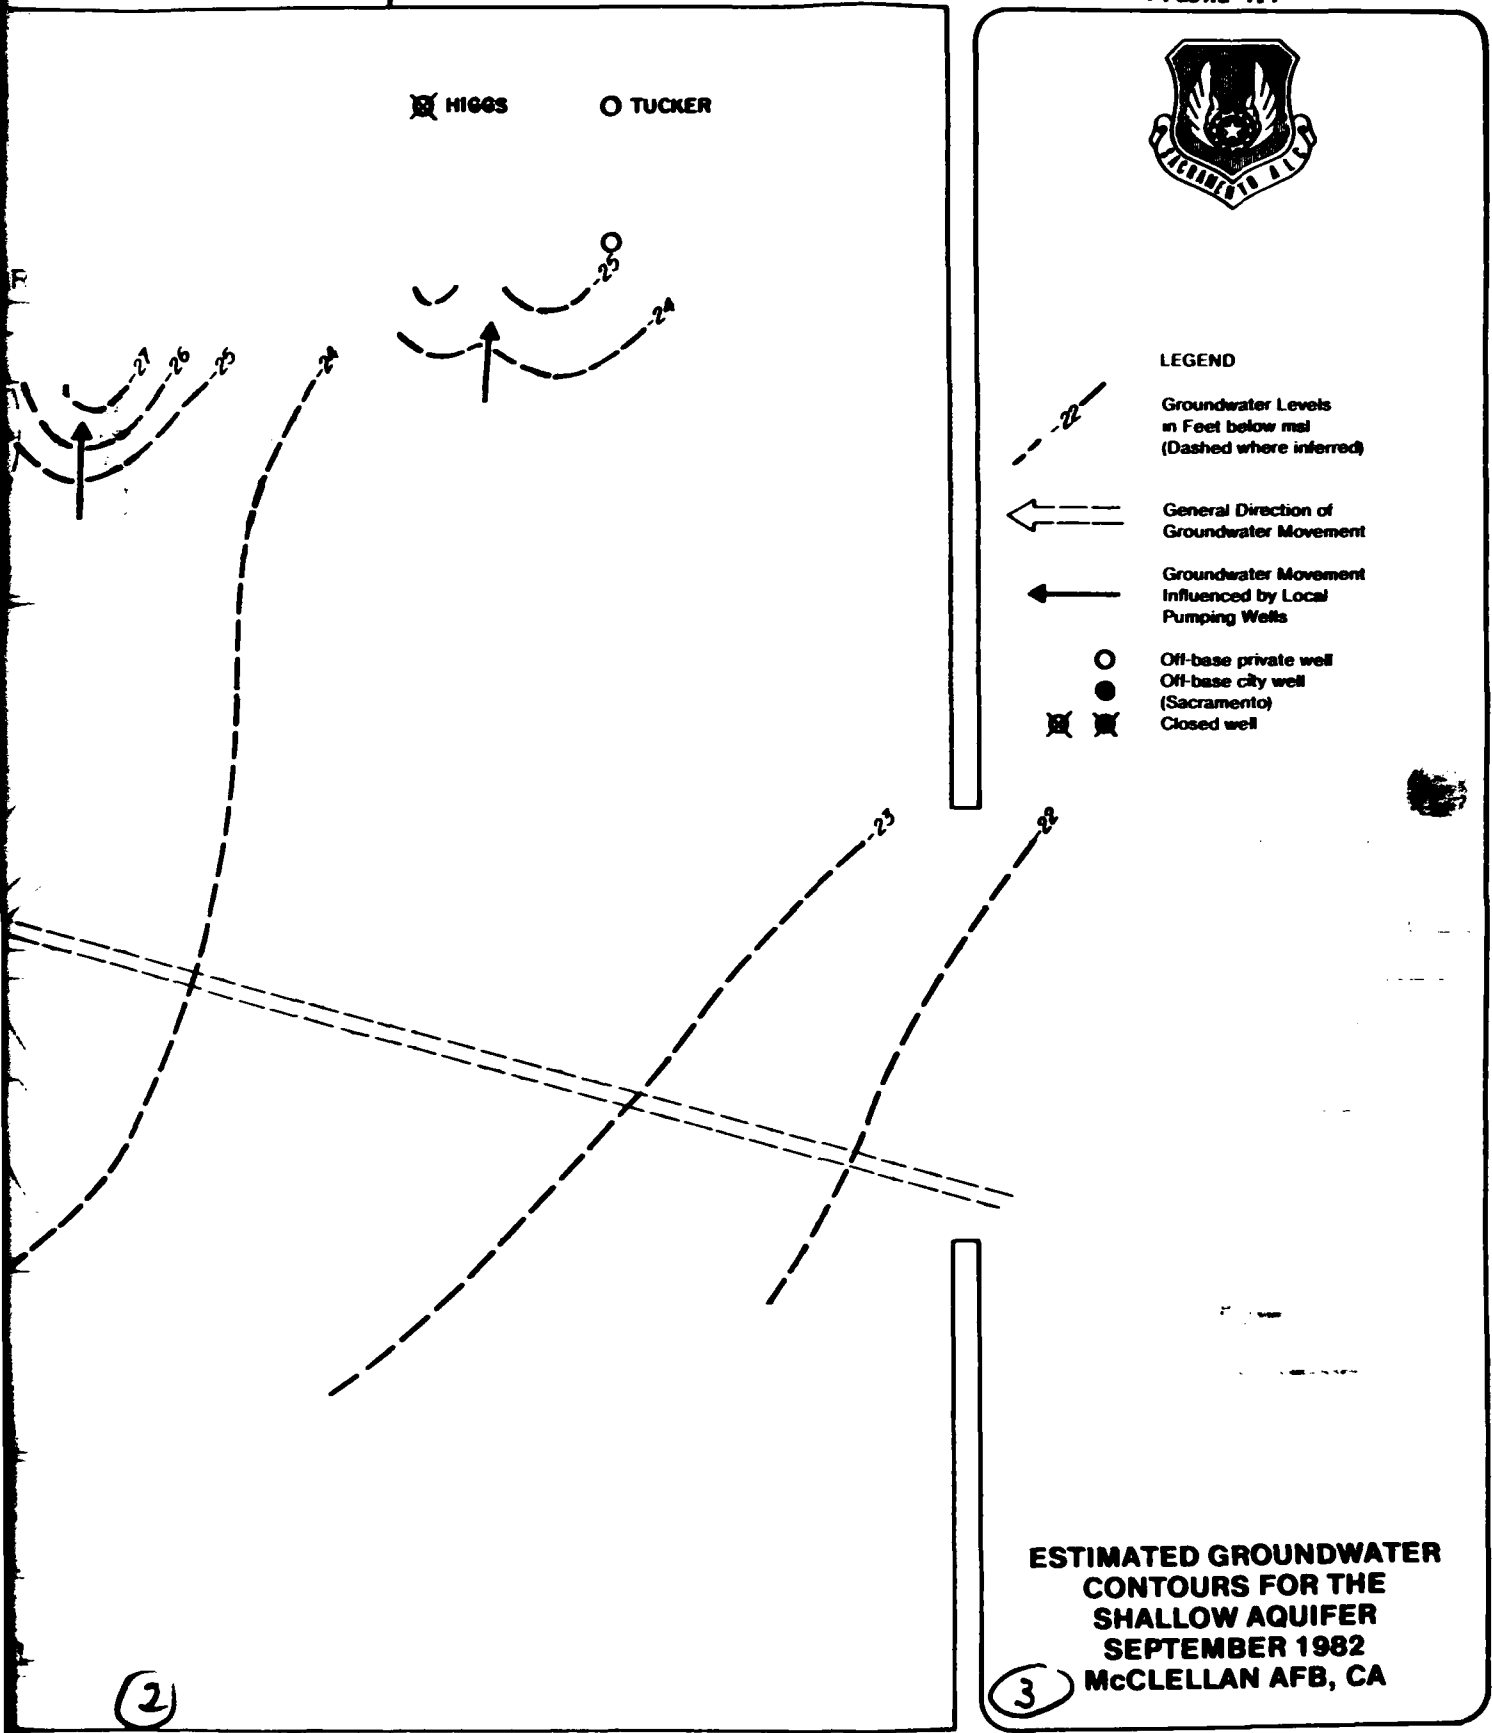 HIGGS
TUCKER
-25
-24
-27
-26
-25
-24
-23
-22
SACRAMENTO ALC
LEGEND
-22
Groundwater Levels
in Feet below msl
(Dashed where inferred)
General Direction of
Groundwater Movement
Groundwater Movement
Influenced by Local
Pumping Wells
Off-base private well
Off-base city well
(Sacramento)
Closed well
ESTIMATED GROUNDWATER
CONTOURS FOR THE
SHALLOW AQUIFER
SEPTEMBER 1982
McCLELLAN AFB, CA
2
3